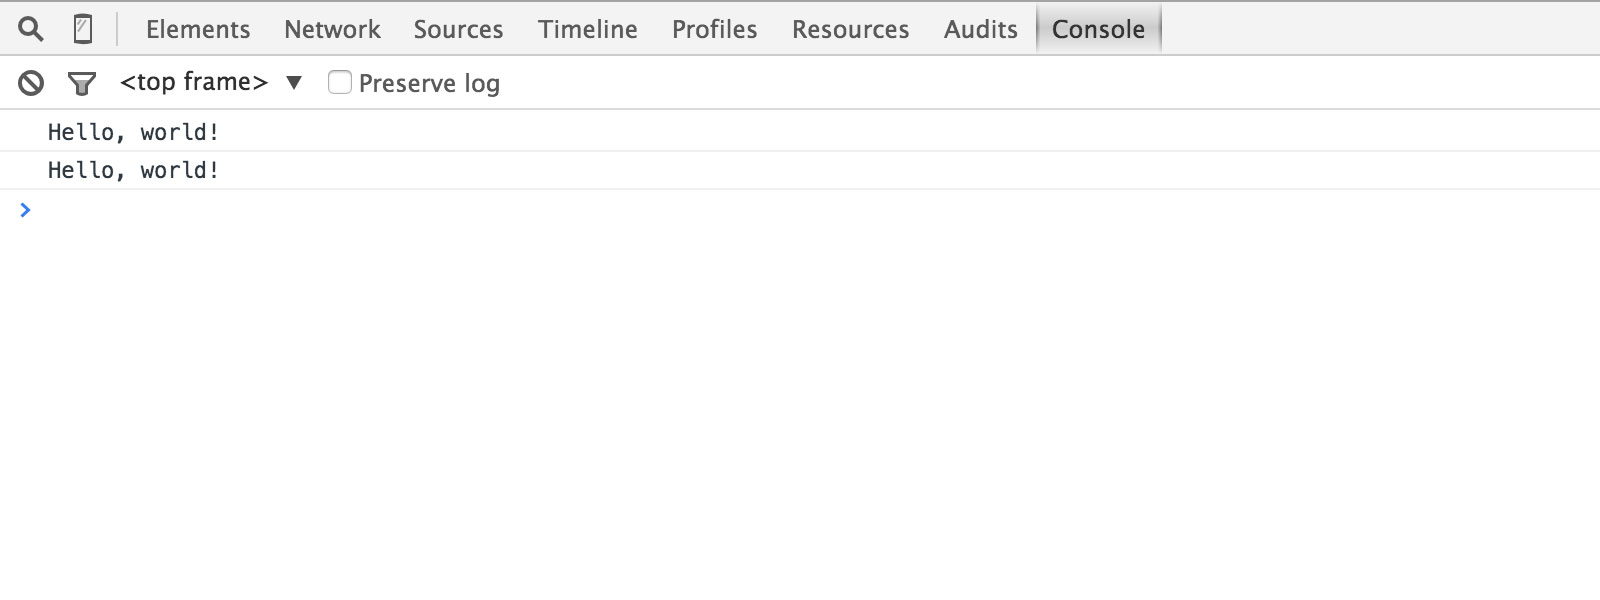 Elements Network Sources Timeline Profiles Resources Audits Console
<top frame> ▼ Preserve log
Hello, world!
Hello, world!
>